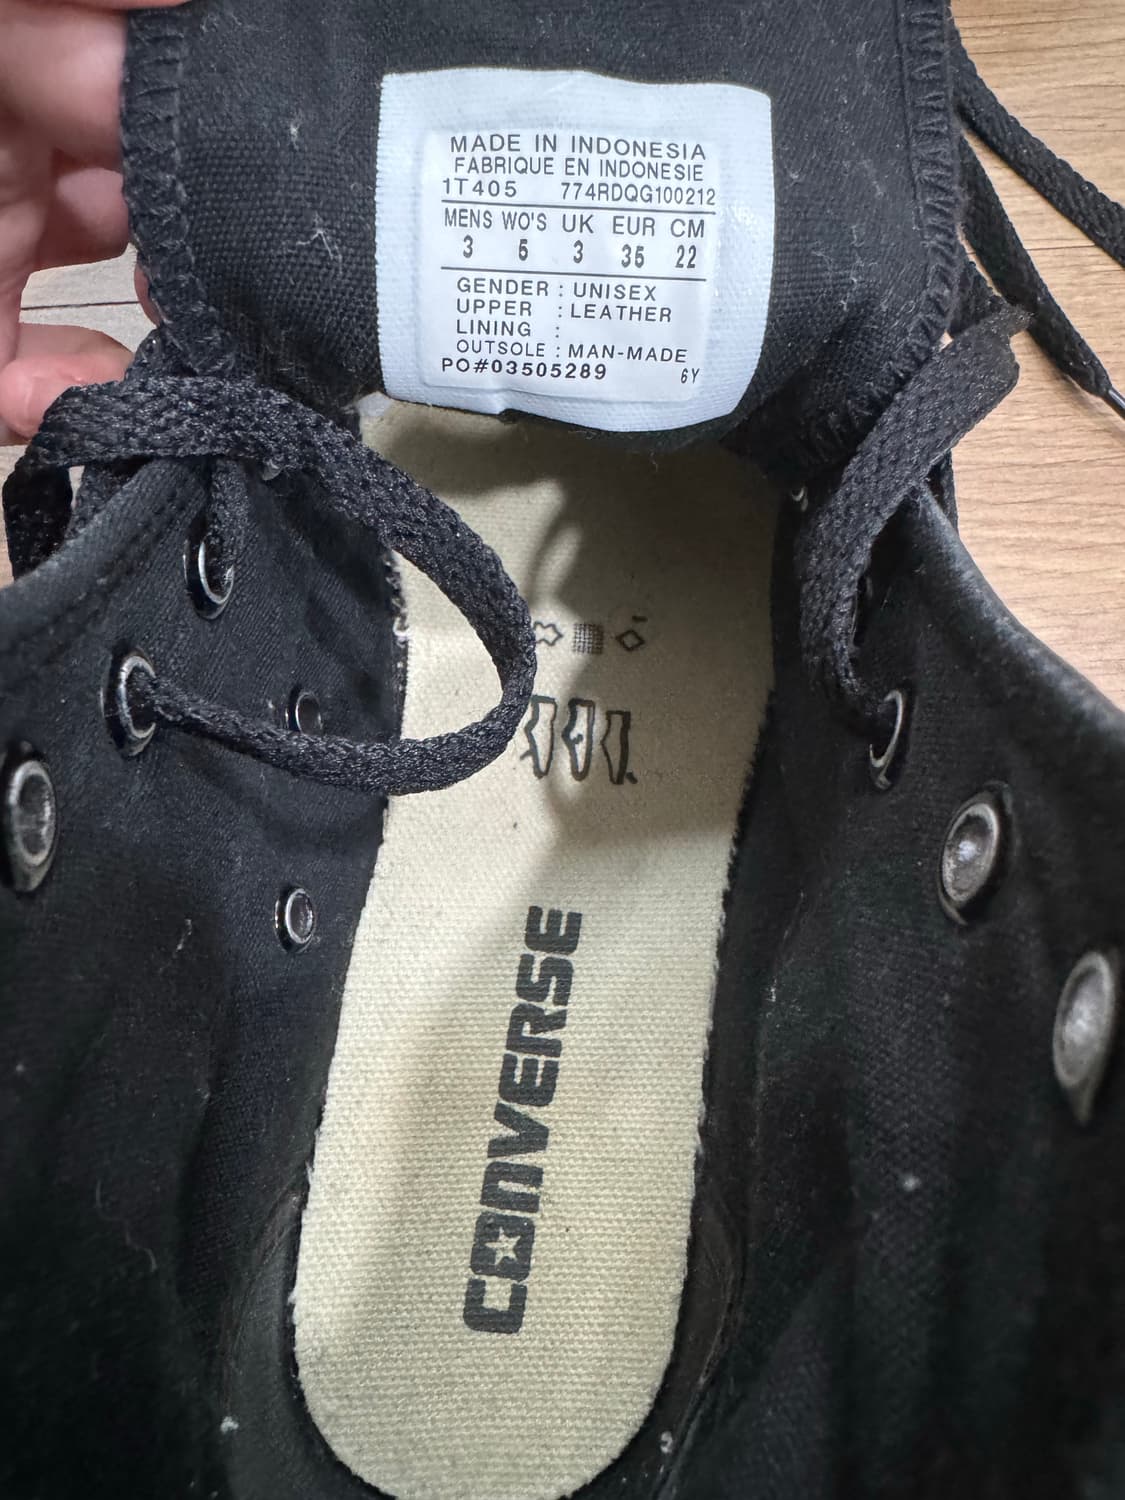 MADE IN INDONESIA
FABRIQUE EN INDONESIE
1T405 774RDQG100212
MENS WO'S UK EUR CM
3 5 3 35 22
GENDER : UNISEX
UPPER : LEATHER
LINING :
OUTSOLE : MAN-MADE
PO#03505289 6Y
CONVERSE